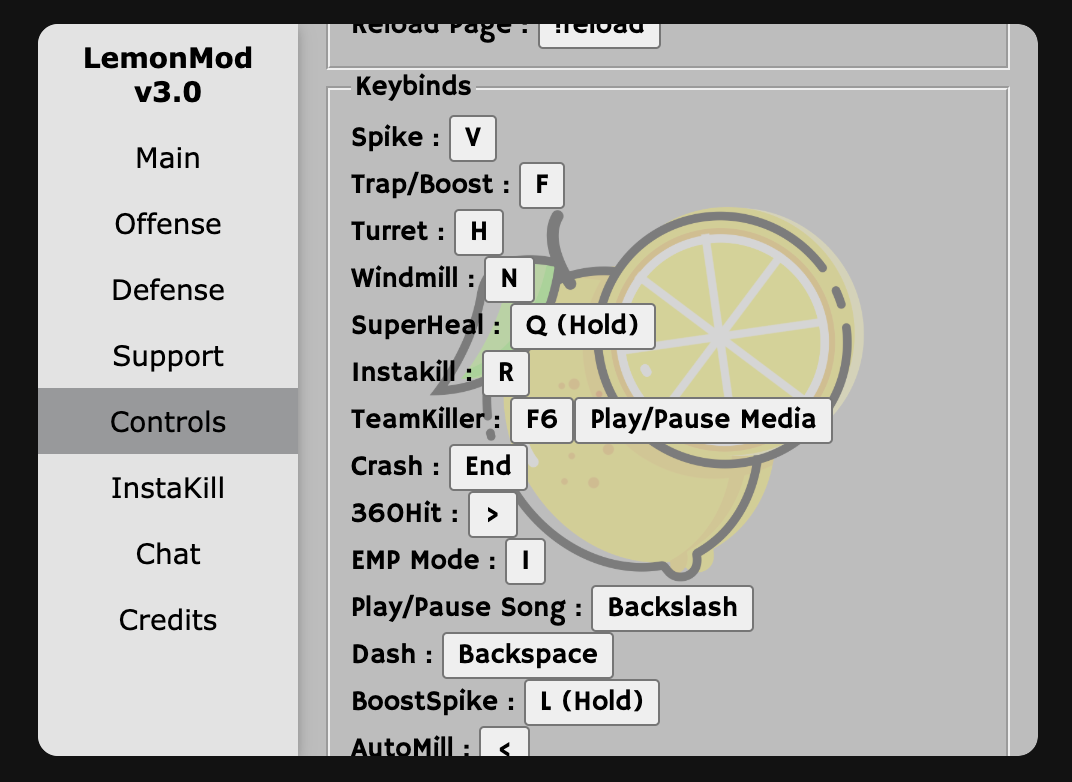 LemonMod
v3.0
Main
Offense
Defense
Support
Controls
InstaKill
Chat
Credits
Reload Page : !reload
Keybinds
Spike : V
Trap/Boost : F
Turret : H
Windmill : N
SuperHeal : Q (Hold)
Instakill : R
TeamKiller : F6 Play/Pause Media
Crash : End
360Hit : >
EMP Mode : I
Play/Pause Song : Backslash
Dash : Backspace
BoostSpike : L (Hold)
AutoMill : <